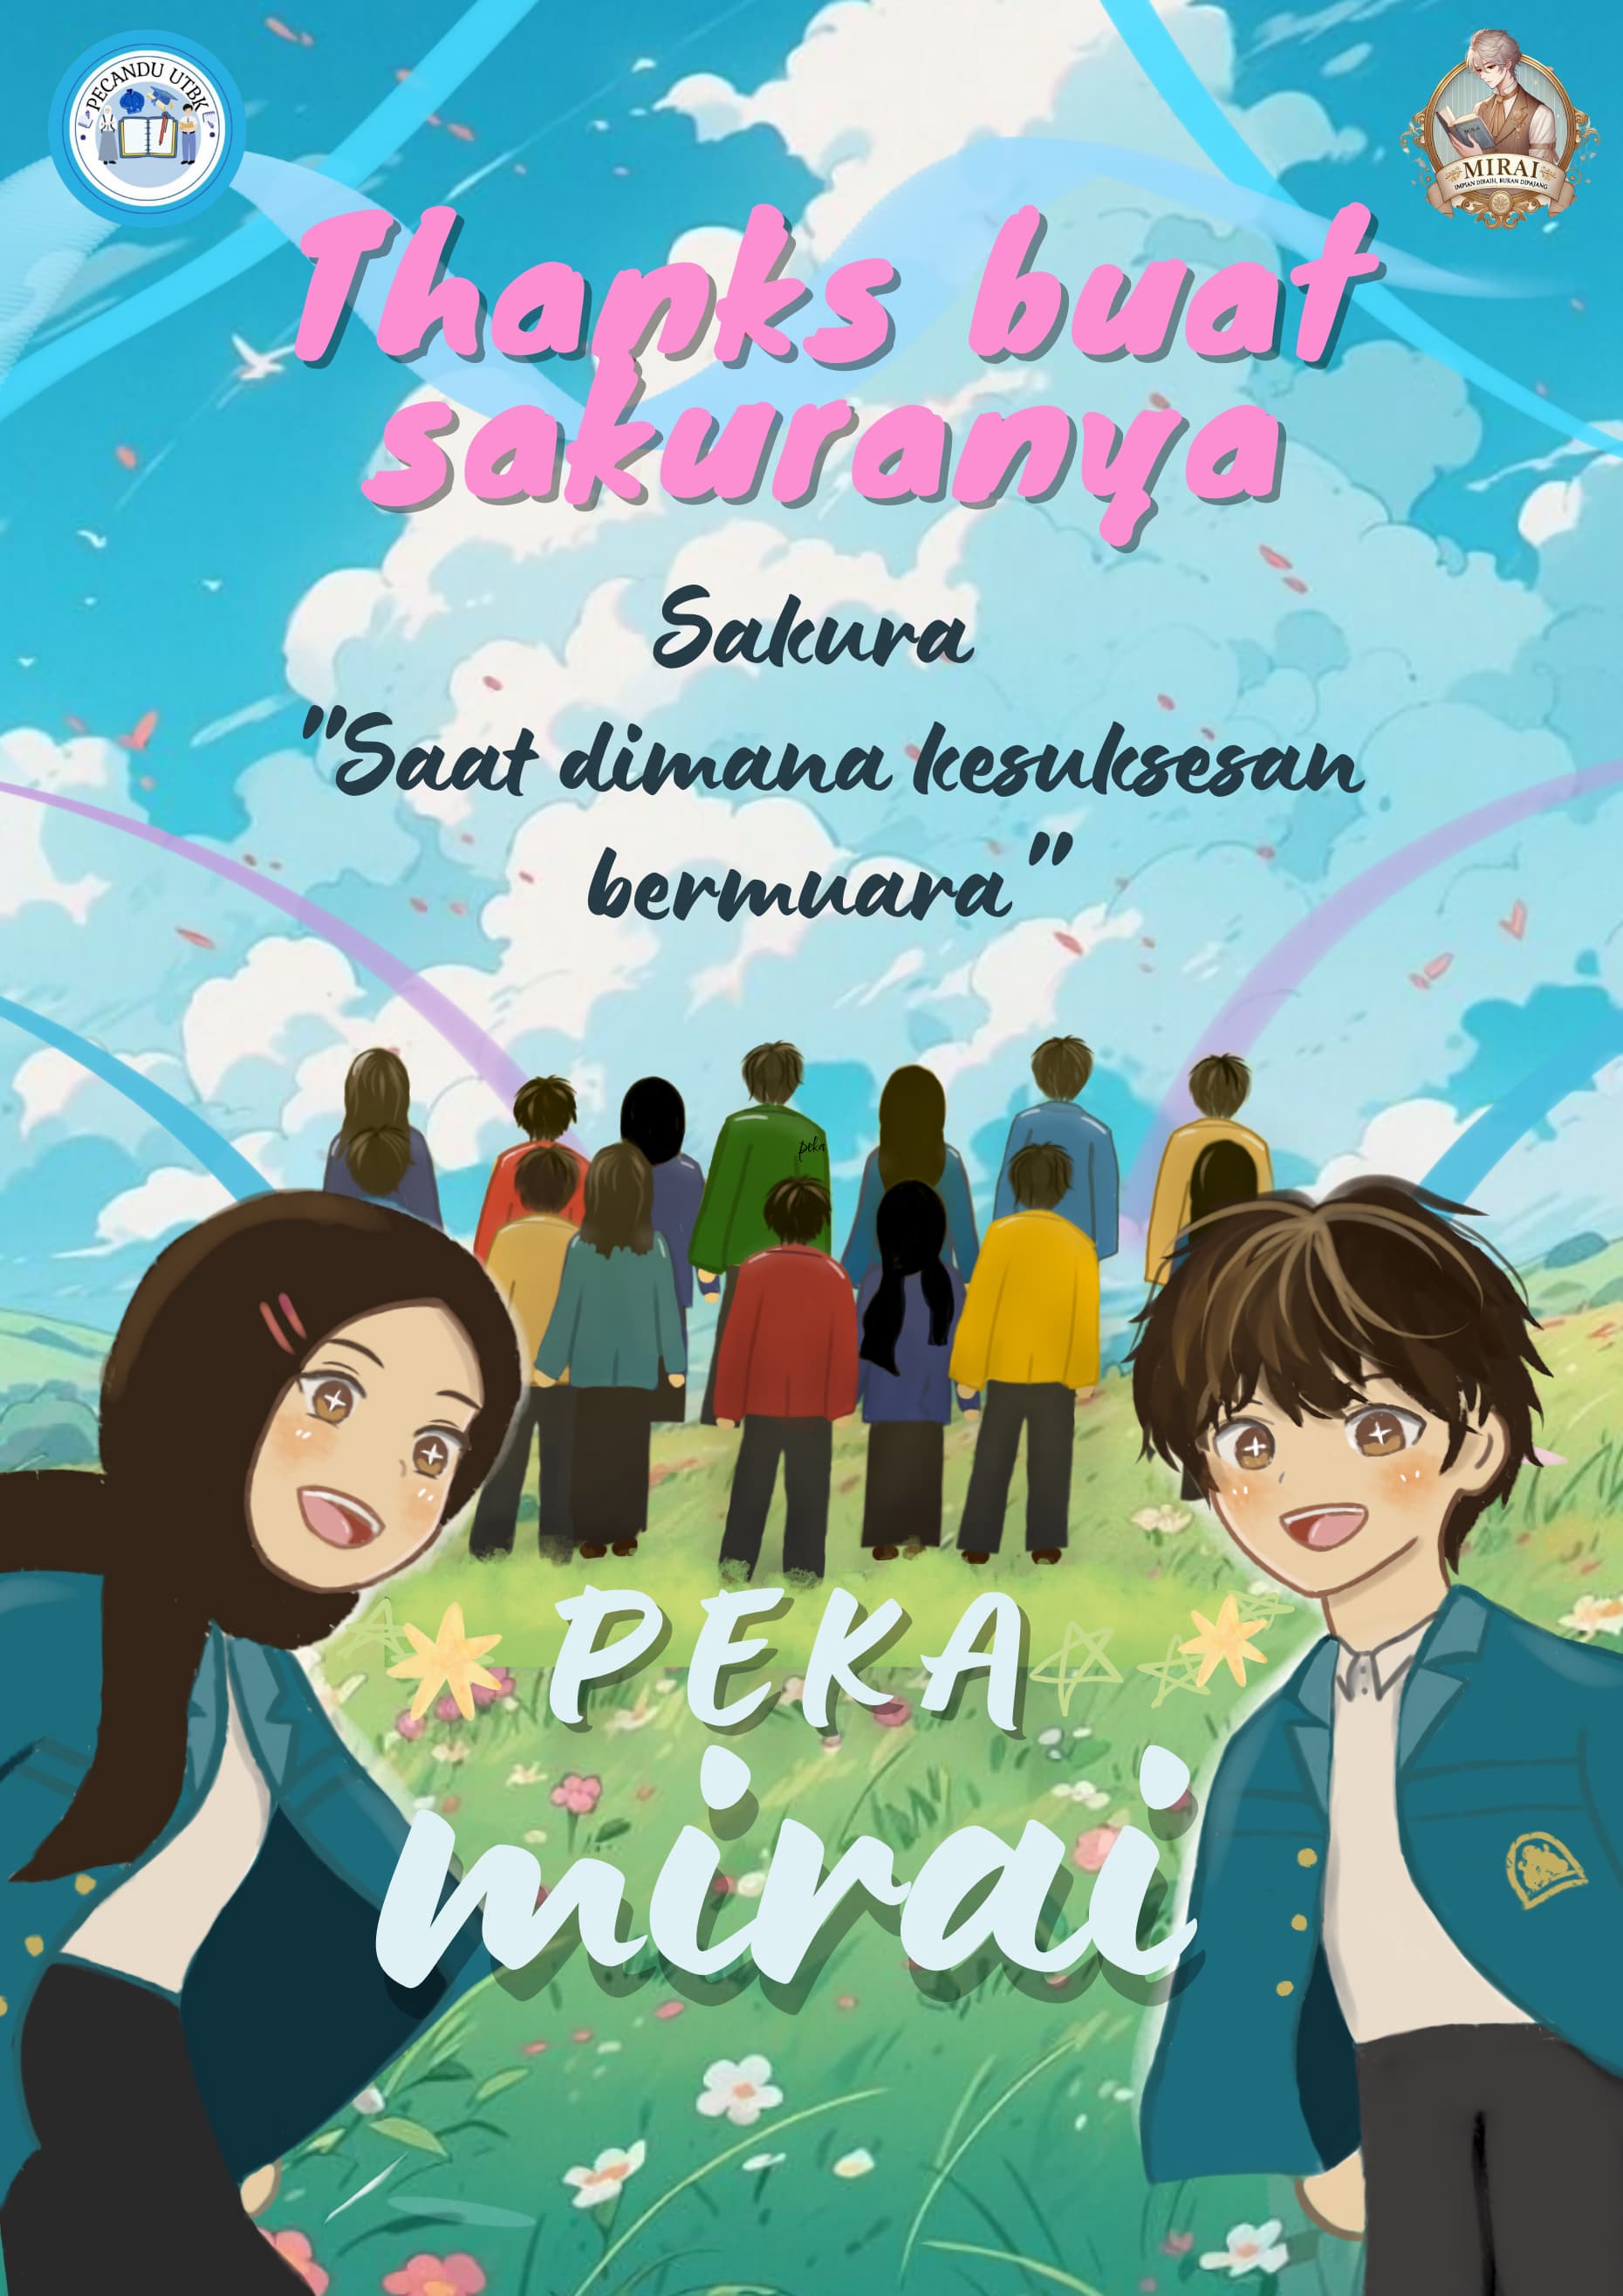 PECANDU UTBK
MIRAI
IMPIAN DIRAIH, BUKAN DIPAJANG
Thanks buat
sakuranya
Sakura
"Saat dimana kesuksesan
bermuara"
peka
PEKA
mirai